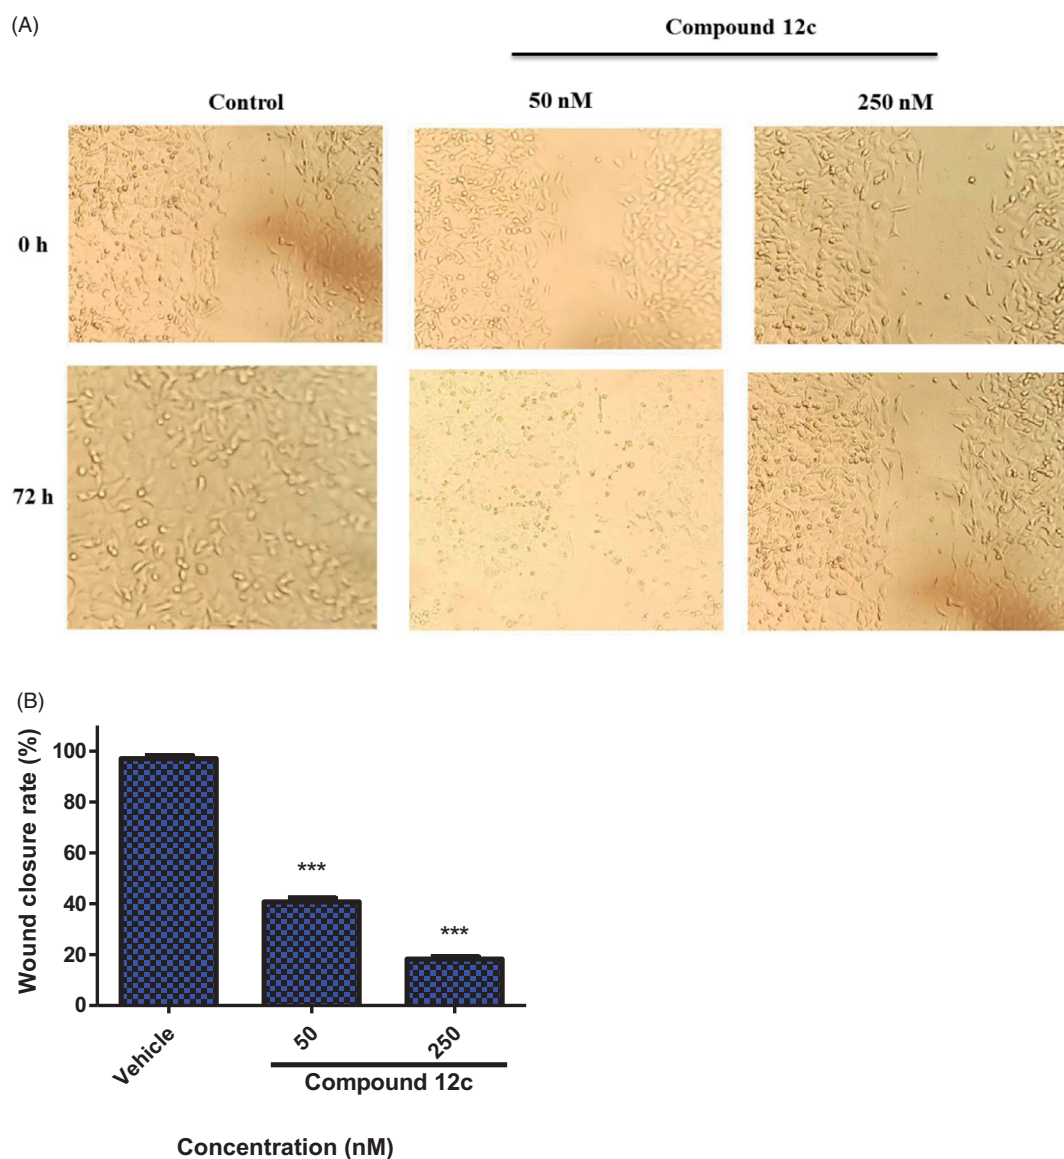 (A)
Compound 12c
Control
50 nM
250 nM
0 h
72 h
(B)
Wound closure rate (%)
100
80
60
40
20
0
***
***
Vehicle
50
250
Compound 12c
Concentration (nM)